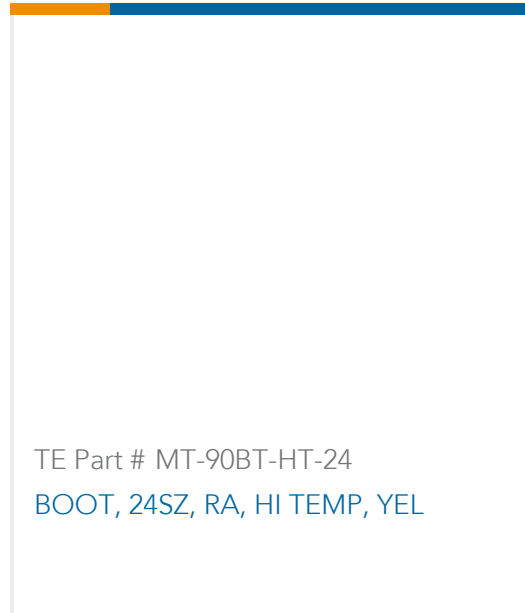 TE Part # MT-90BT-HT-24
BOOT, 24SZ, RA, HI TEMP, YEL